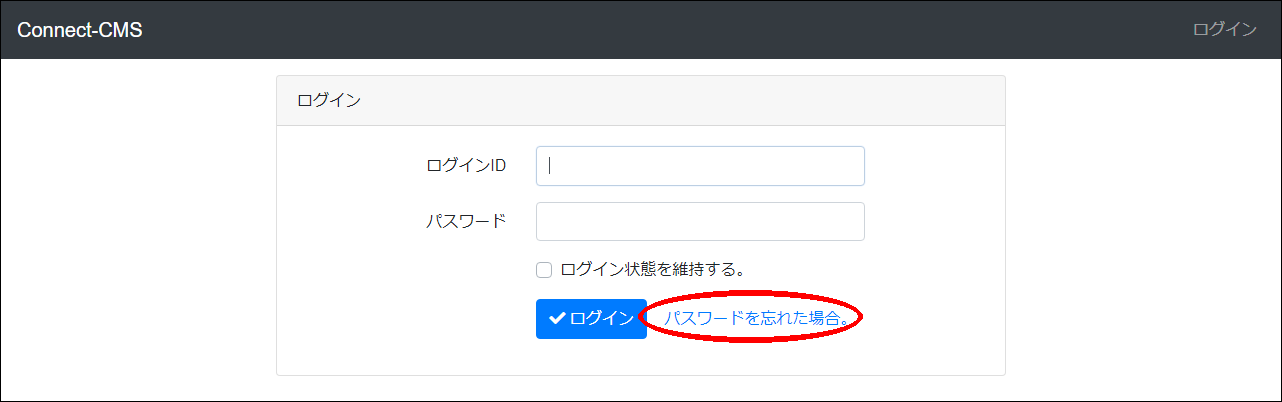 Connect-CMS
ログイン
ログイン
ログインID
パスワード
ログイン状態を維持する。
ログイン
パスワードを忘れた場合。